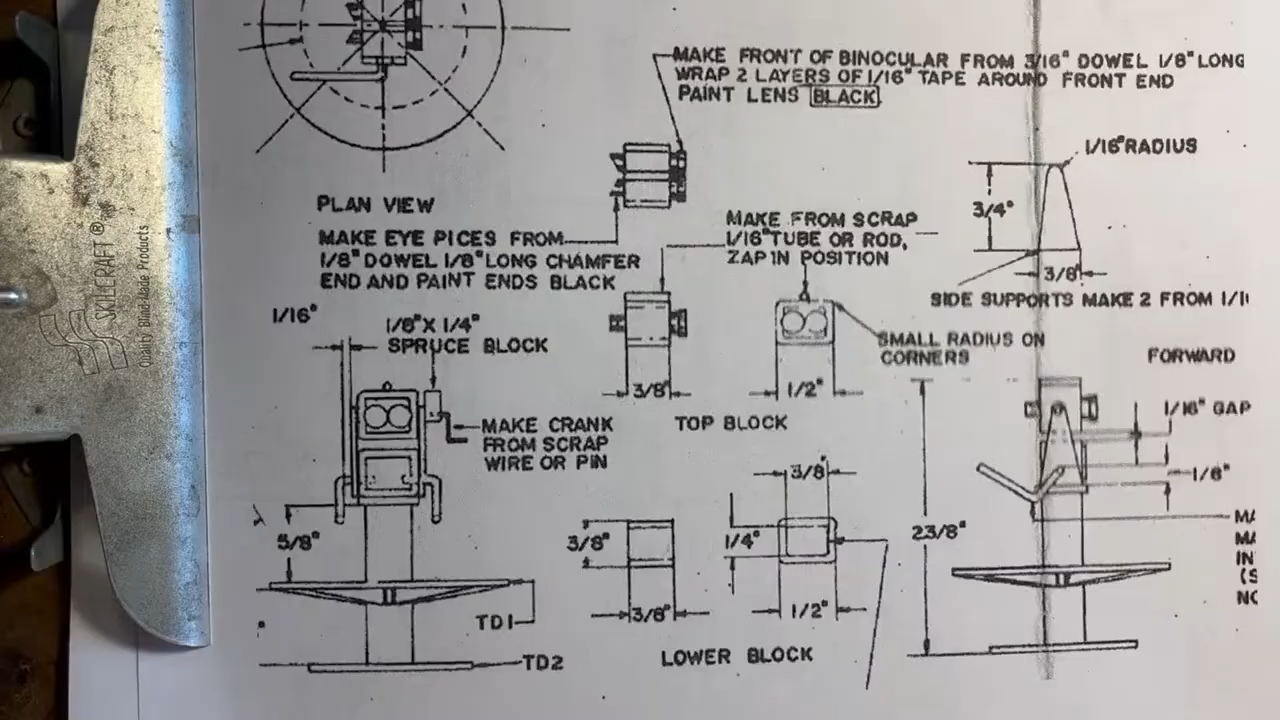 SKILCRAFT®
Quality Blind Made Products
MAKE FRONT OF BINOCULAR FROM 3/16" DOWEL 1/8" LONG
WRAP 2 LAYERS OF 1/16" TAPE AROUND FRONT END
PAINT LENS BLACK
1/16" RADIUS
3/4"
3/8"
SIDE SUPPORTS MAKE 2 FROM
PLAN VIEW
MAKE EYE PICES FROM
1/8" DOWEL 1/8" LONG CHAMFER
END AND PAINT ENDS BLACK
MAKE FROM SCRAP
1/16" TUBE OR ROD,
ZAP IN POSITION
1/16"
1/8" X 1/4"
SPRUCE BLOCK
SMALL RADIUS ON
CORNERS
FORWARD
3/8"
1/2"
TOP BLOCK
1/16" GAP
MAKE CRANK
FROM SCRAP
WIRE OR PIN
3/8"
1/8"
5/8"
3/8"
1/4"
2 3/8"
MA
MA
IN
(S
NO
3/8"
1/2"
TD1
TD2
LOWER BLOCK